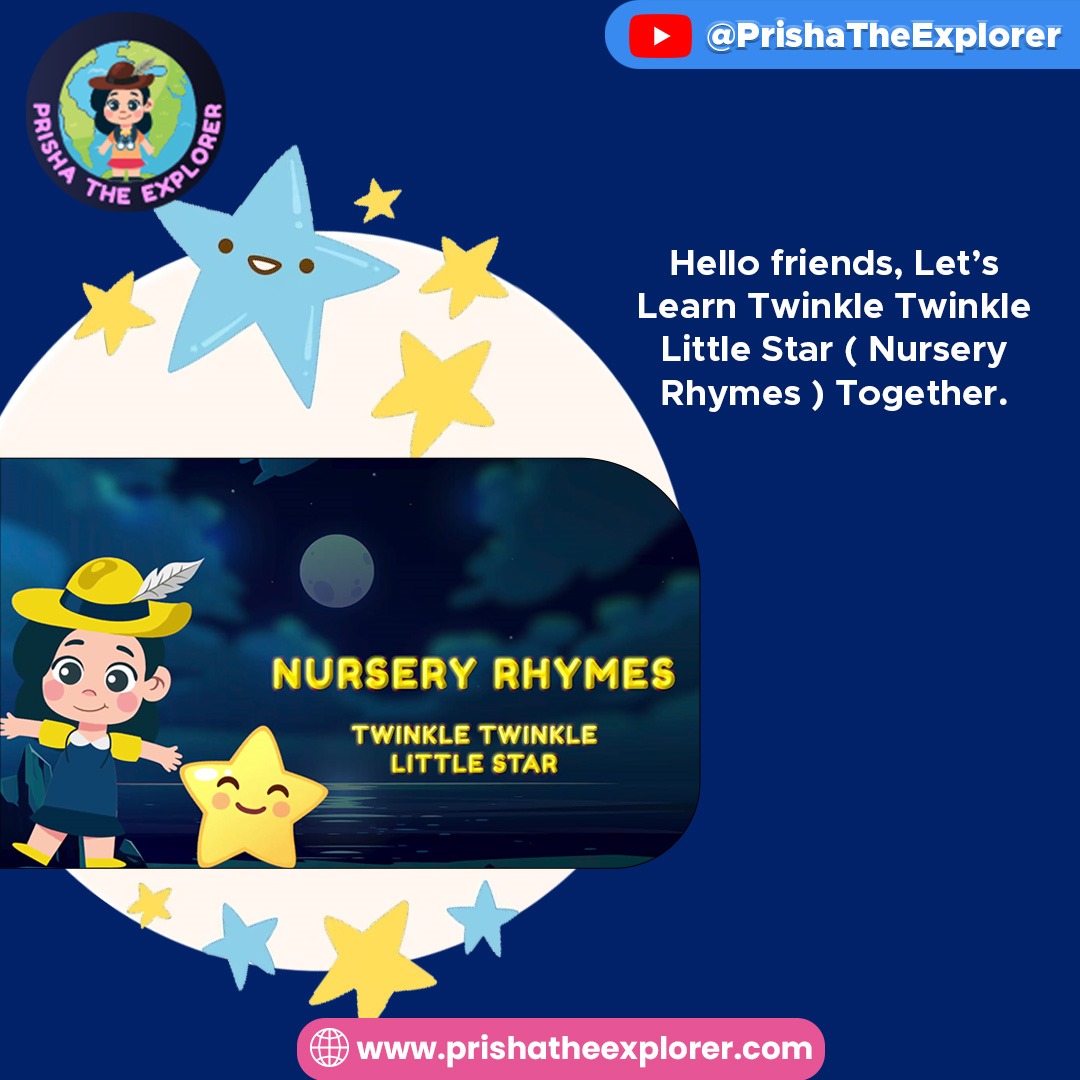 PRISHA THE EXPLORER
@PrishaTheExplorer
Hello friends, Let’s
Learn Twinkle Twinkle
Little Star ( Nursery
Rhymes ) Together.
NURSERY RHYMES
TWINKLE TWINKLE
LITTLE STAR
www.prishatheexplorer.com